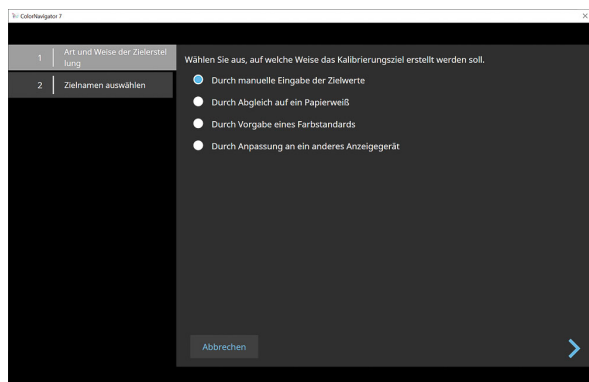 ColorNavigator 7
1 Art und Weise der Zielerstel
lung
2 Zielnamen auswählen
Wählen Sie aus, auf welche Weise das Kalibrierungsziel erstellt werden soll.
Durch manuelle Eingabe der Zielwerte
Durch Abgleich auf ein Papierweiß
Durch Vorgabe eines Farbstandards
Durch Anpassung an ein anderes Anzeigegerät
Abbrechen